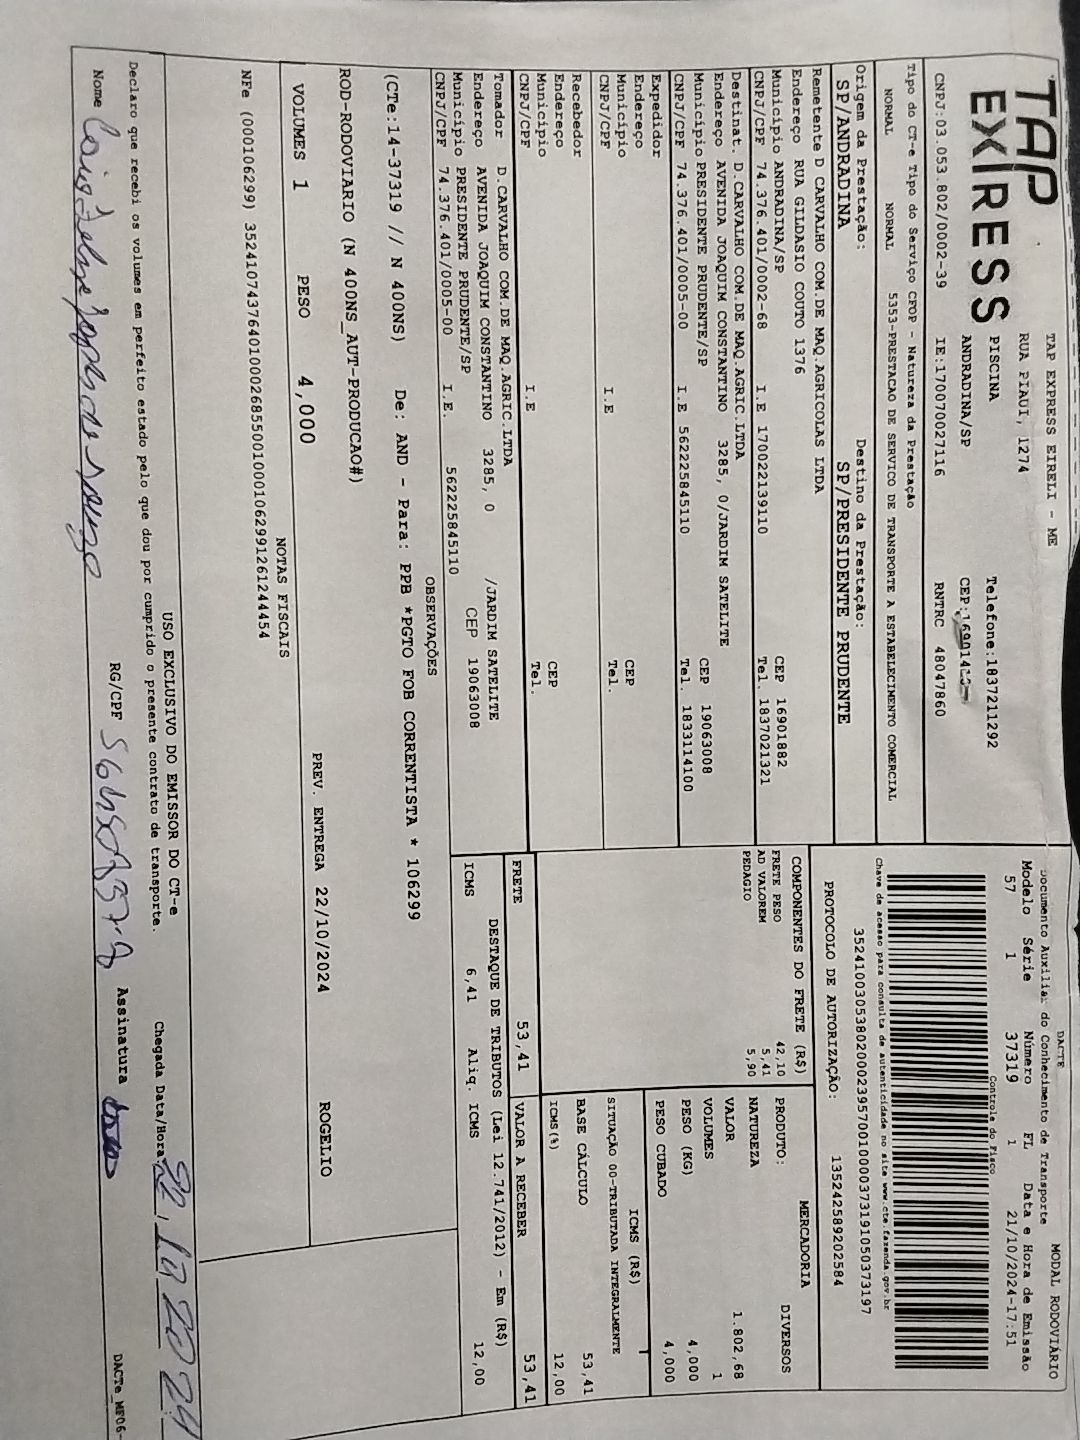 TAP
EXPRESS
TAP EXPRESS EIRELI - ME
RUA PIAUI, 1274
PISCINA
ANDRADINA/SP
Telefone:1837211292
CNPJ:03.053.802/0002-39 IE:170070027116 RNTRC 48047860
DACTE
Documento Auxiliar do Conhecimento de Transporte
MODAL RODOVIÁRIO
Modelo Série Número FL Data e Hora de Emissão
57 1 37319 1 21/10/2024-17:51
Controle do Fisco
Chave de acesso para consulta de autenticidade no site www.cte.fazenda.gov.br
35241003053802000239570010000373191050373197
PROTOCOLO DE AUTORIZAÇÃO: 135242589202584
Tipo do CT-e Tipo do Serviço CFOP - Natureza da Prestação
NORMAL NORMAL 5353-PRESTACAO DE SERVICO DE TRANSPORTE A ESTABELECIMENTO COMERCIAL
Origem da Prestação: Destino da Prestação:
SP/ANDRADINA SP/PRESIDENTE PRUDENTE
Remetente D CARVALHO COM.DE MAQ.AGRICOLAS LTDA
Endereço RUA GILDASIO COUTO 1376
Município ANDRADINA/SP CEP 16901882
CNPJ/CPF 74.376.401/0002-68 I.E 170022139110 Tel. 1837021321
Destinat. D.CARVALHO COM.DE MAQ.AGRIC.LTDA
Endereço AVENIDA JOAQUIM CONSTANTINO 3285, 0/JARDIM SATELITE
Município PRESIDENTE PRUDENTE/SP CEP 19063008
CNPJ/CPF 74.376.401/0005-00 I.E 562225845110 Tel. 1833114100
Expedidor
Endereço
Município CEP
CNPJ/CPF I.E Tel.
Recebedor
Endereço
Município CEP
CNPJ/CPF I.E Tel.
Tomador D.CARVALHO COM.DE MAQ.AGRIC.LTDA
Endereço AVENIDA JOAQUIM CONSTANTINO 3285, 0 /JARDIM SATELITE
Município PRESIDENTE PRUDENTE/SP CEP 19063008
CNPJ/CPF 74.376.401/0005-00 I.E. 562225845110
COMPONENTES DO FRETE (R$)
FRETE PESO 42,10
AD VALOREM 5,41
PEDAGIO 5,90
PRODUTO: MERCADORIA
NATUREZA DIVERSOS
VALOR 1.802,68
VOLUMES 1
PESO (KG) 4,000
PESO CUBADO 4,000
ICMS (R$)
SITUAÇÃO 00-TRIBUTADA INTEGRALMENTE
BASE CÁLCULO 53,41
ICMS(%) 12,00
FRETE 53,41 VALOR A RECEBER 53,41
DESTAQUE DE TRIBUTOS (Lei 12.741/2012) - Em (R$)
ICMS 6,41 Aliq. ICMS 12,00
OBSERVAÇÕES
(CTe:14-37319 // N 400NS) De: AND - Para: PPB *PGTO FOB CORRENTISTA * 106299
ROD-RODOVIARIO (N 400NS_AUT-PRODUCAO#)
VOLUMES 1 PESO 4,000 PREV. ENTREGA 22/10/2024 ROGELIO
NOTAS FISCAIS
NFe (000106299) 35241074376401000268550010001062991261244454
USO EXCLUSIVO DO EMISSOR DO CT-e
Declaro que recebi os volumes em perfeito estado pelo que dou por cumprido o presente contrato de transporte.
Chegada Data/Hora 22/10 2024
Nome RG/CPF Assinatura
DACTe_MF06-